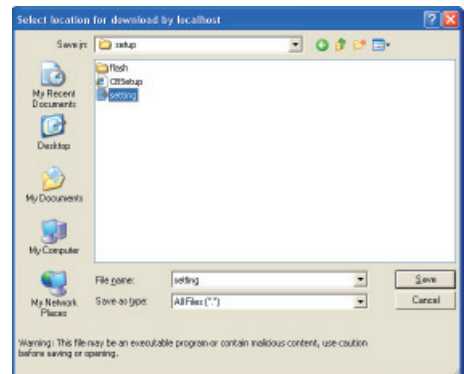 Select location for download by localhost
Save in: setup
flash
CBSetup
setting
My Recent
Documents
Desktop
My Documents
My Computer
My Network
Places
File name: setting
Save as type: All Files (*.*)
Save
Cancel
Warning: This file may be an executable program or contain malicious content, use caution
before saving or opening.